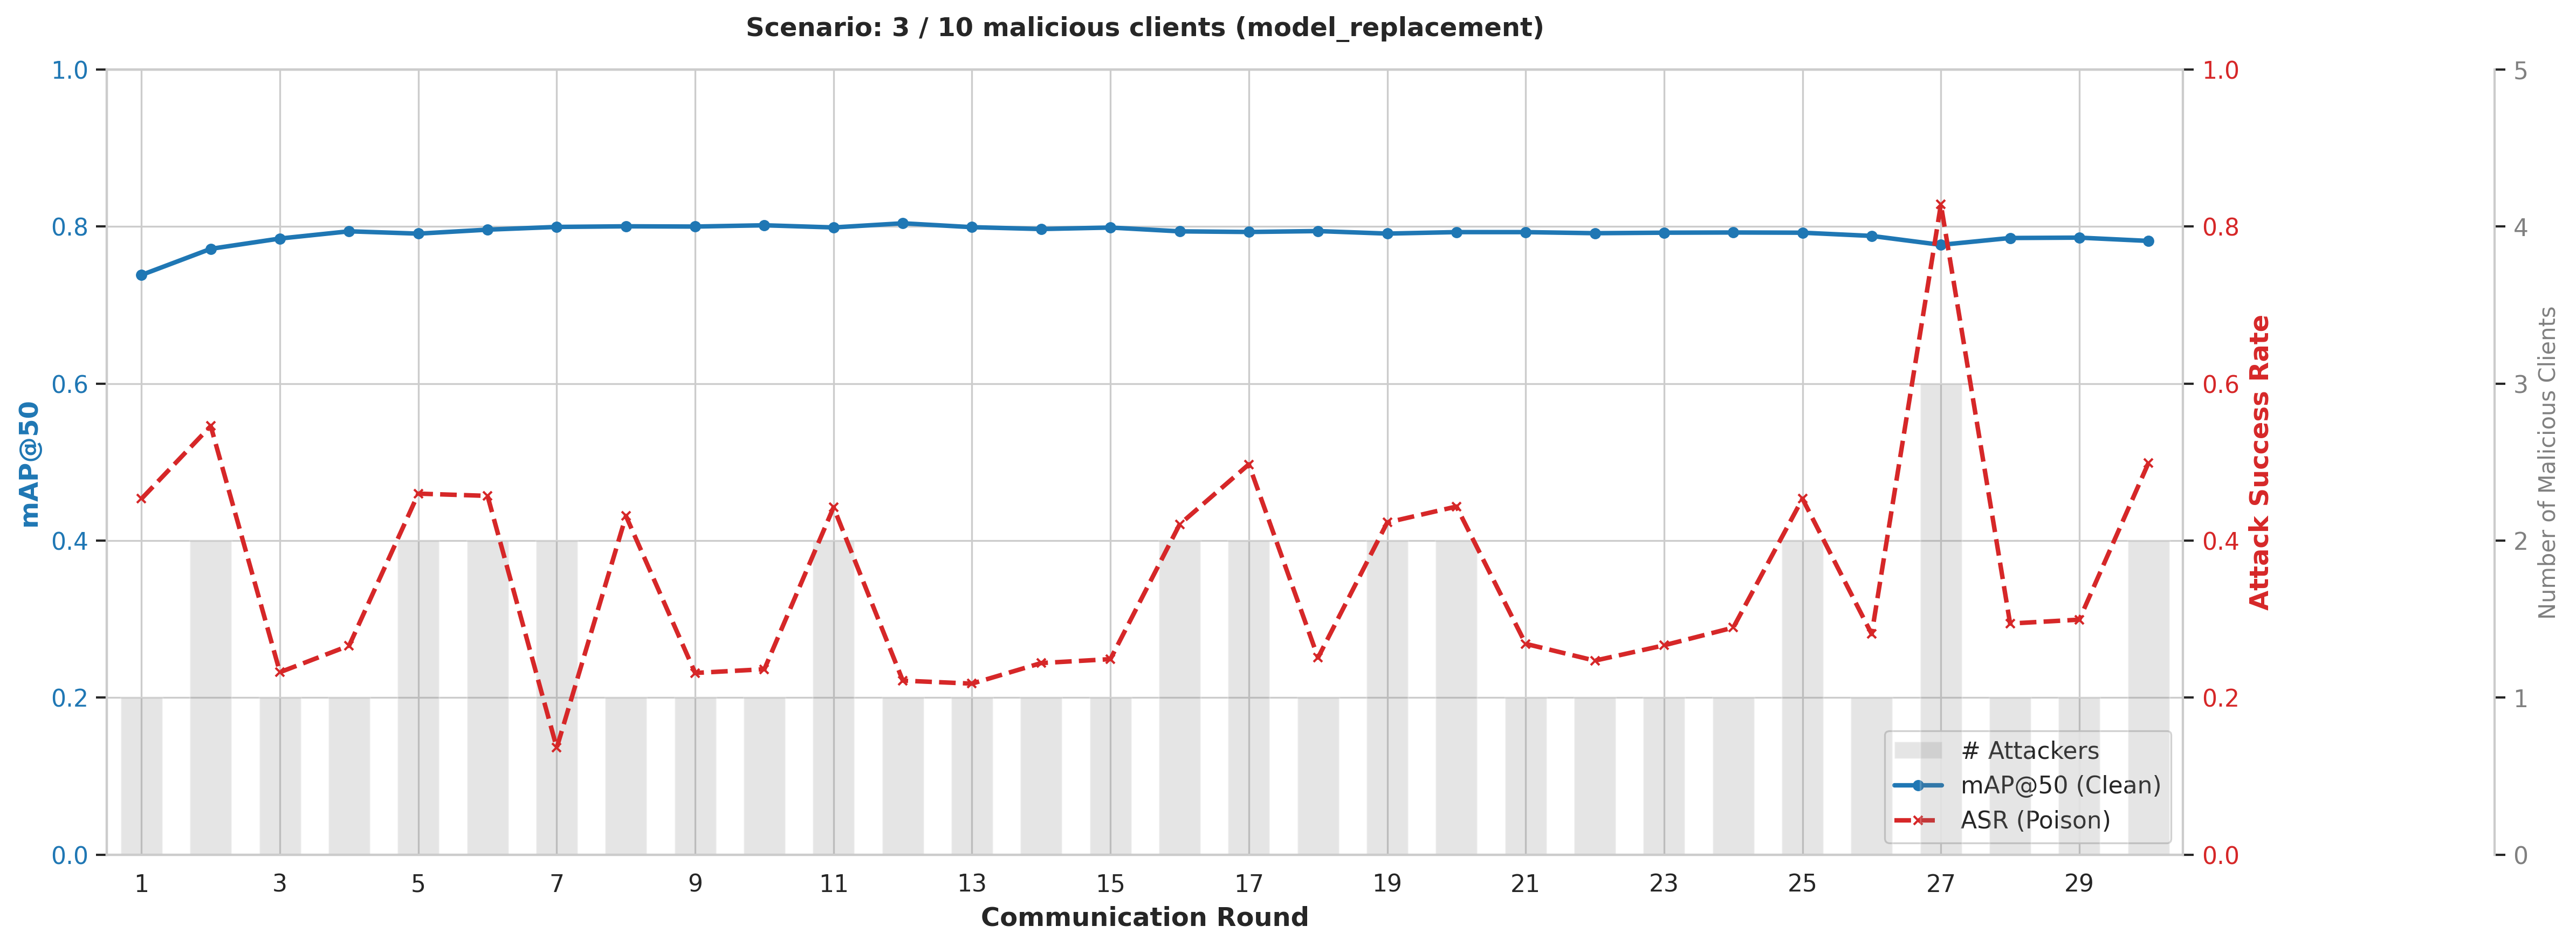 Scenario: 3 / 10 malicious clients (model_replacement)
1.0
0.8
0.6
0.4
0.2
0.0
mAP@50
1.0
0.8
0.6
0.4
0.2
0.0
Attack Success Rate
5
4
3
2
1
0
Number of Malicious Clients
# Attackers
mAP@50 (Clean)
ASR (Poison)
1 3 5 7 9 11 13 15 17 19 21 23 25 27 29
Communication Round